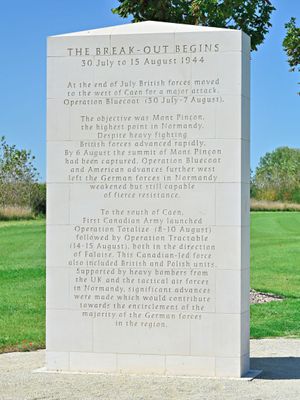 THE BREAK-OUT BEGINS
30 July to 15 August 1944
At the end of July British forces moved
to the west of Caen for a major attack,
Operation Bluecoat (30 July-7 August).
The objective was Mont Pinçon,
the highest point in Normandy.
Despite heavy fighting
British forces advanced rapidly.
By 6 August the summit of Mont Pinçon
had been captured. Operation Bluecoat
and American advances further west
left the German forces in Normandy
weakened but still capable
of fierce resistance.
To the south of Caen,
First Canadian Army launched
Operation Totalize (8-10 August)
followed by Operation Tractable
(14-15 August), both in the direction
of Falaise. This Canadian-led force
also included British and Polish units.
Supported by heavy bombers from
the UK and the tactical air forces
in Normandy, significant advances
were made which would contribute
towards the encirclement of the
majority of the German forces
in the region.